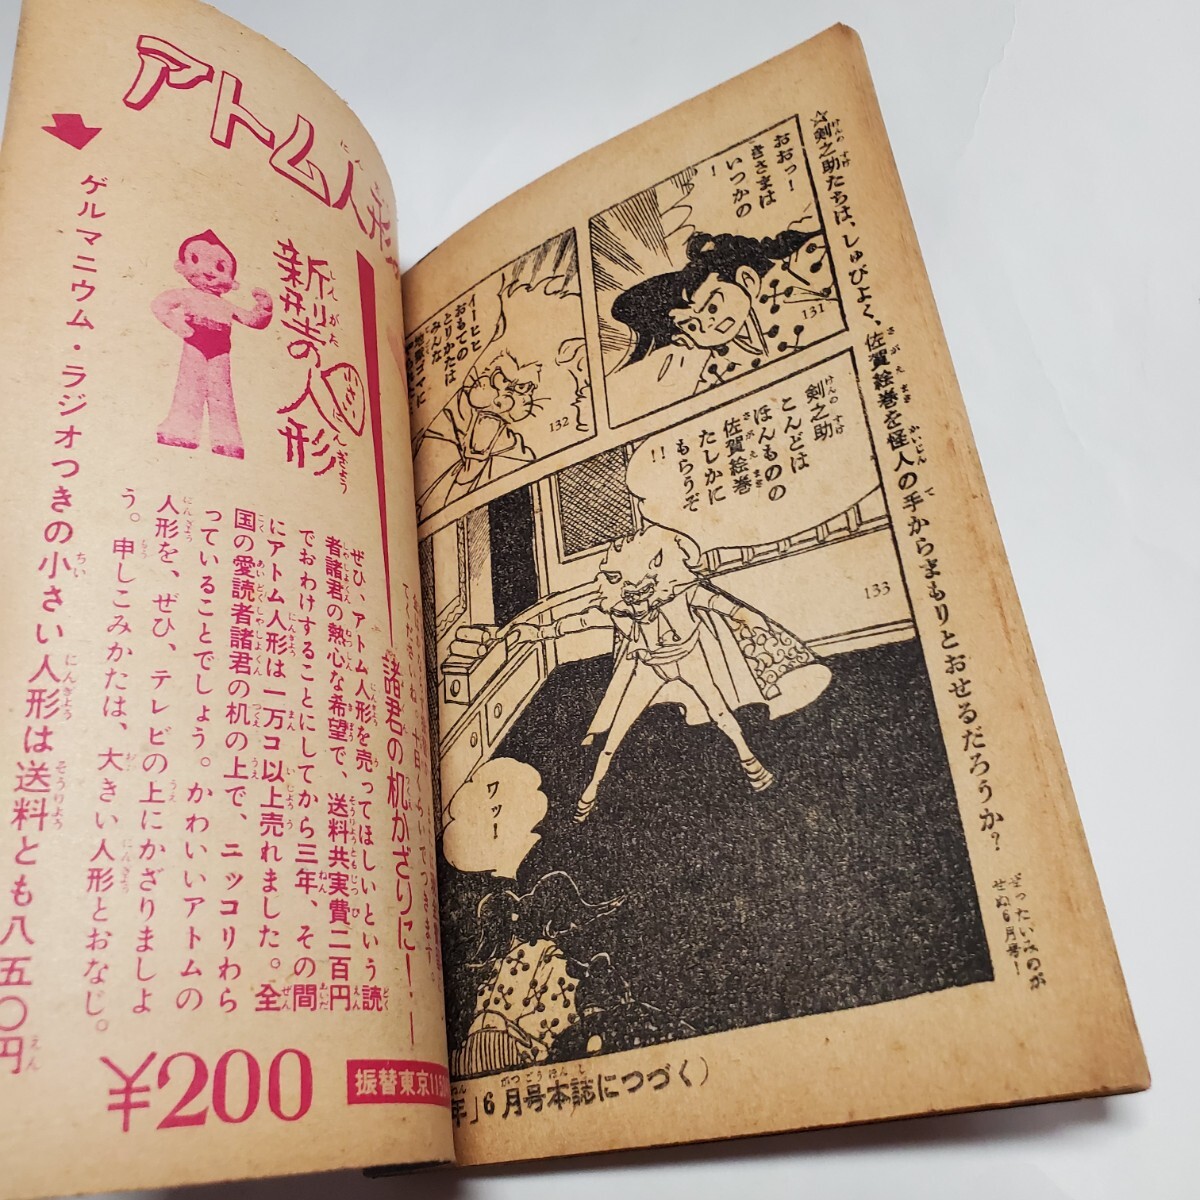 ☆剣之助たちは、しゅびよく、佐賀絵巻を怪人の手からまもりとおせるだろうか?
ぜったいみのが
せぬ6月号!
おおっ!
きさまは
いつかの
!
131
イーヒヒ
おもての
とりかたは
みんな
132
剣之助
こんどは
ほんものの
佐賀絵巻
たしかに
もらうぞ
!!
133
ワッー
年」6月号本誌につづく)
アトム人形
新型の小さい人形
諸君の机かざりに!
ぜひ、アトム人形を売ってほしいという読
者諸君の熱心な希望で、送料共実費二百円
でおわけすることにしてから三年、その間
にアトム人形は一万コ以上売れました。全
国の愛読者諸君の机の上で、ニッコリわら
っていることでしょう。かわいいアトムの
人形を、ぜひ、テレビの上にかざりましょ
う。申しこみかたは、大きい人形とおなじ。
ゲルマニウム・ラジオつきの小さい人形は送料とも八五〇円
¥200
振替東京115